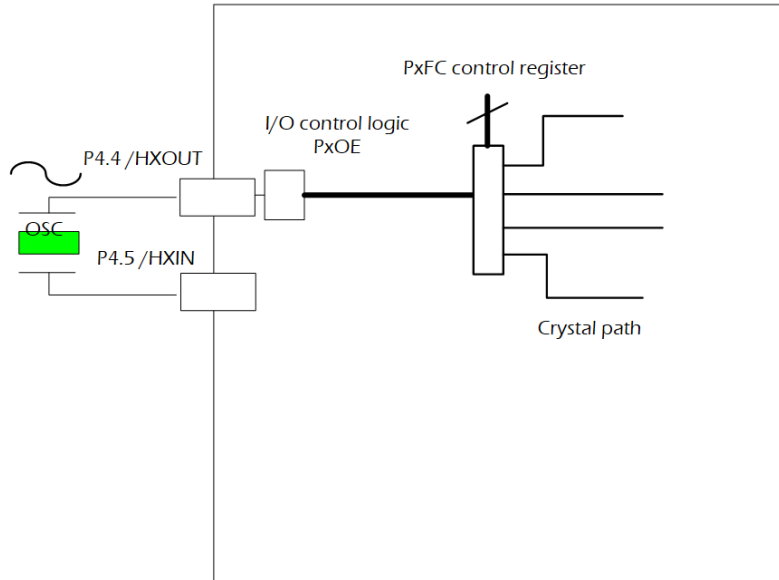 PxFC control register
I/O control logic
PxOE
P4.4 /HXOUT
OSC
P4.5 /HXIN
Crystal path